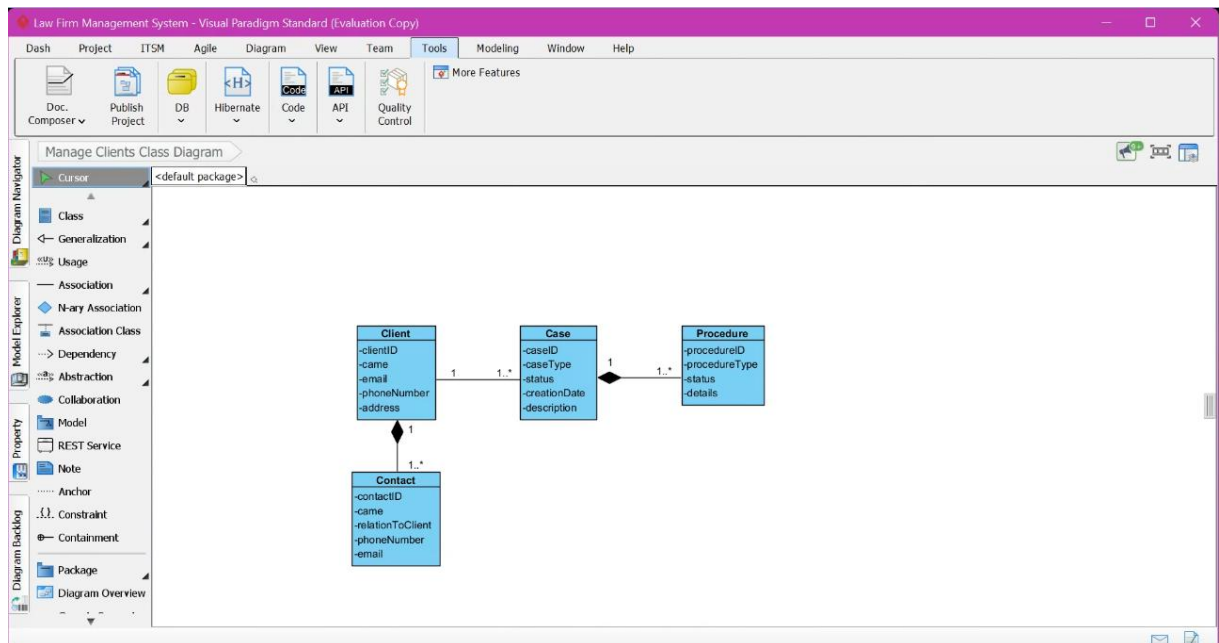 Law Firm Management System - Visual Paradigm Standard (Evaluation Copy)
Dash Project ITSM Agile Diagram View Team Tools Modeling Window Help
Doc. Composer
Publish Project
DB
<H>
Hibernate
Code
Code
API
API
Quality Control
More Features
Manage Clients Class Diagram
Diagram Navigator
Model Explorer
Property
Diagram Backlog
Cursor
<default package>
Class
Generalization
Usage
Association
N-ary Association
Association Class
Dependency
Abstraction
Collaboration
Model
REST Service
Note
Anchor
Constraint
Containment
Package
Diagram Overview
Client
-clientID
-came
-email
-phoneNumber
-address
1
1..*
Case
-caseID
-caseType
-status
-creationDate
-description
1
1..*
Procedure
-procedureID
-procedureType
-status
-details
1
1..*
Contact
-contactID
-came
-relationToClient
-phoneNumber
-email